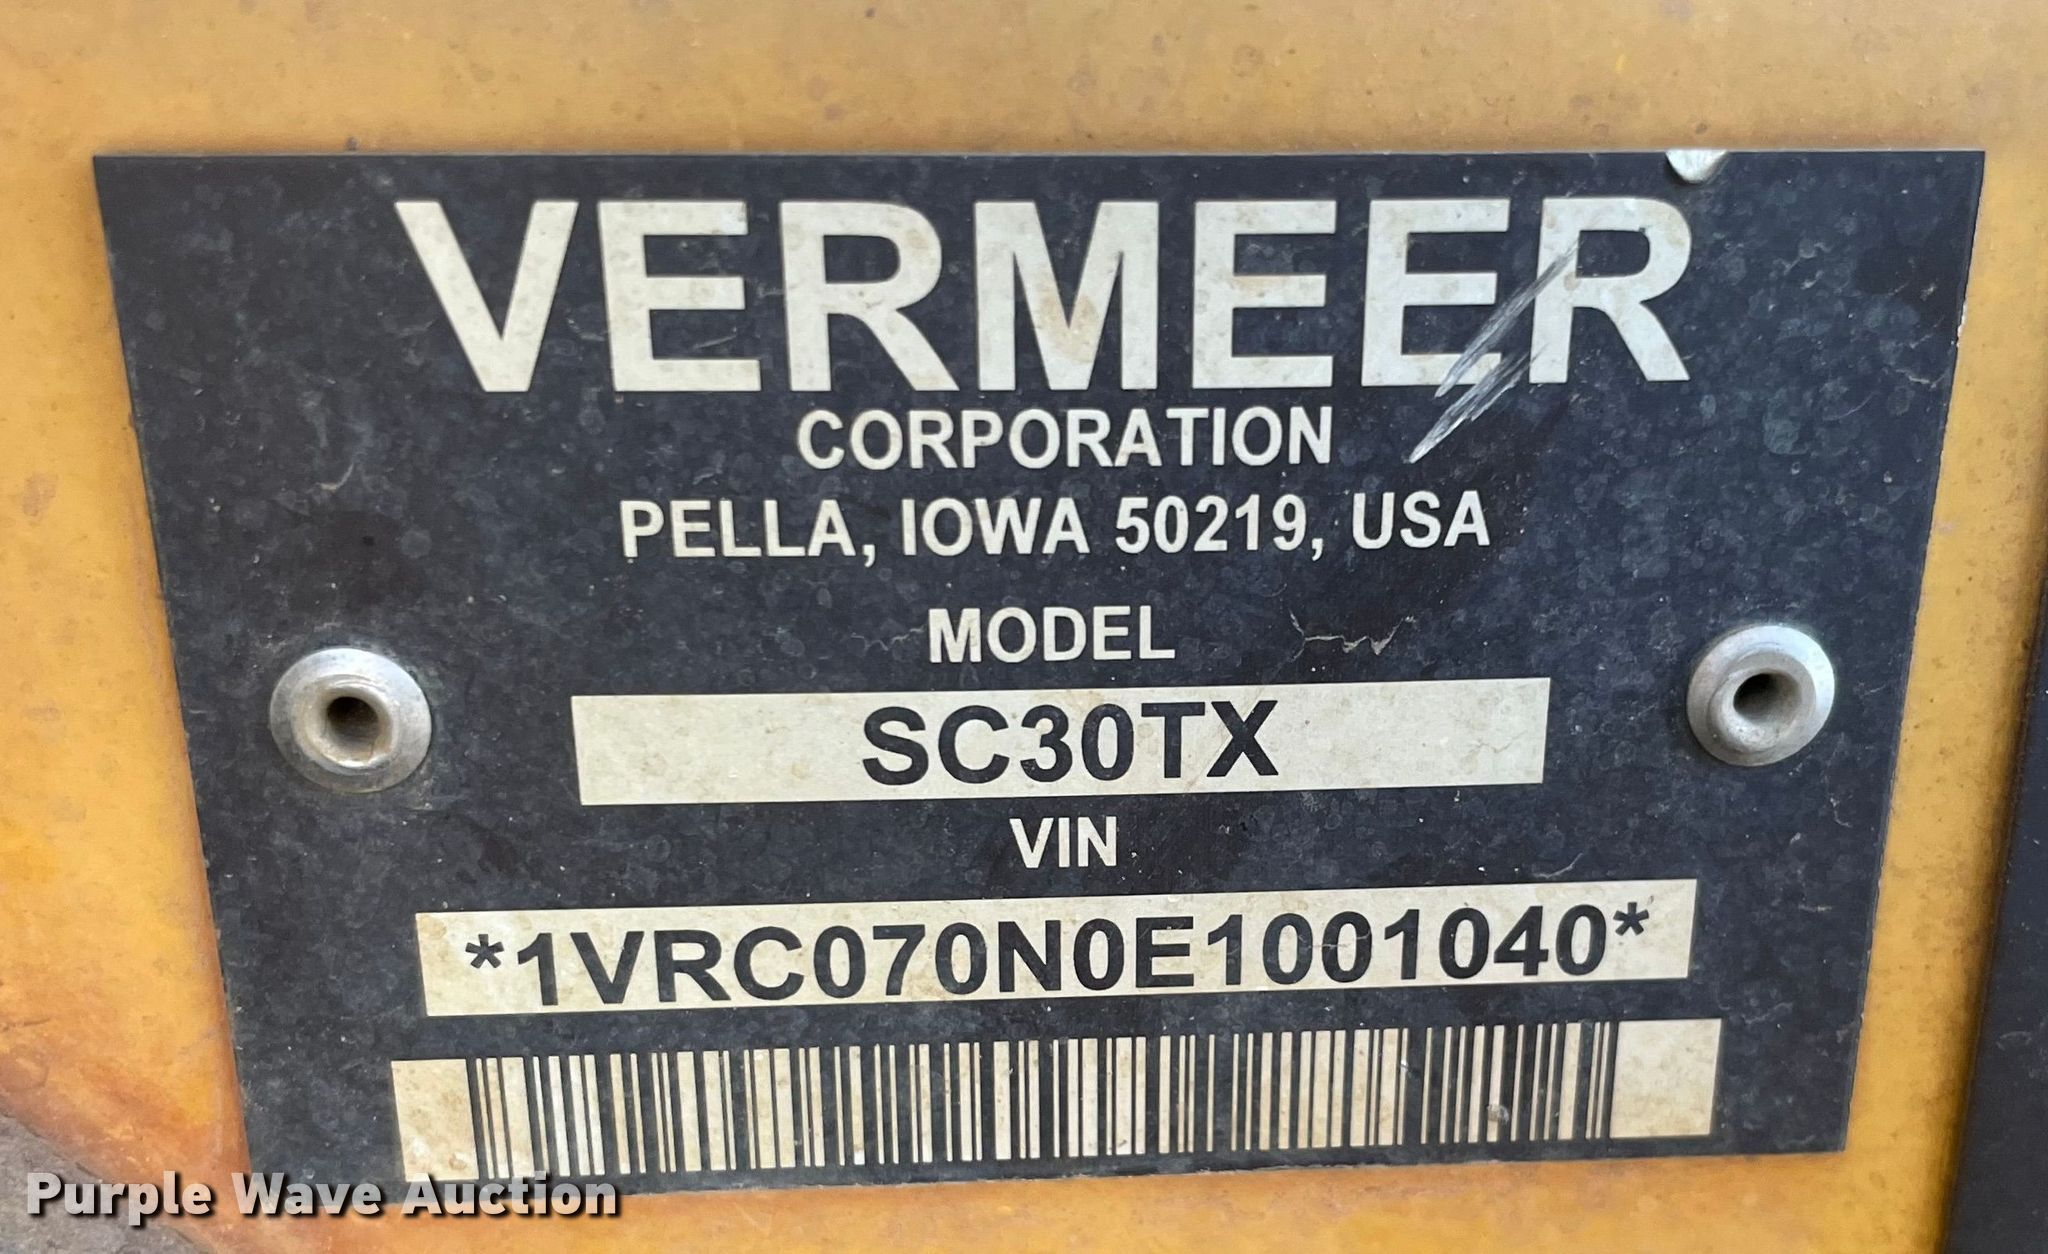 VERMEER
CORPORATION
PELLA, IOWA 50219, USA
MODEL
SC30TX
VIN
*1VRC070N0E1001040*
Purple Wave Auction